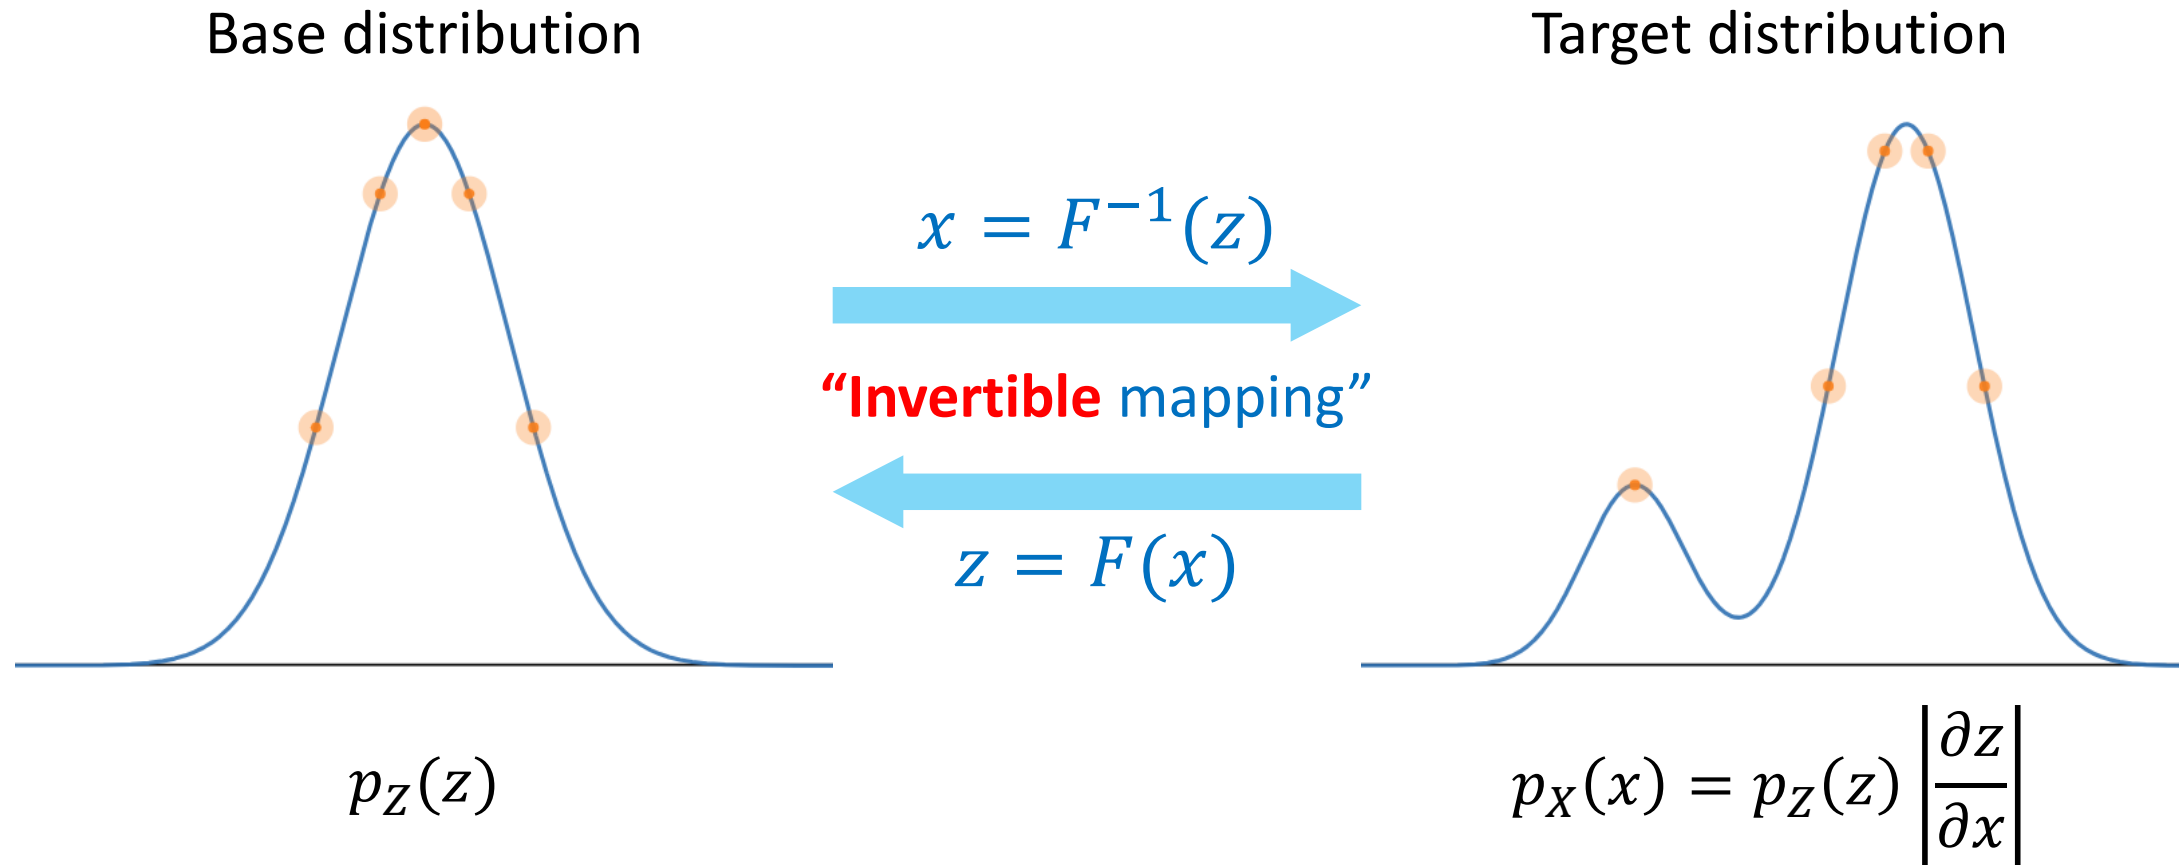 Base distribution
Target distribution
x = F⁻¹(z)
“Invertible mapping”
z = F(x)
p_Z(z)
p_X(x) = p_Z(z) |∂z/∂x|